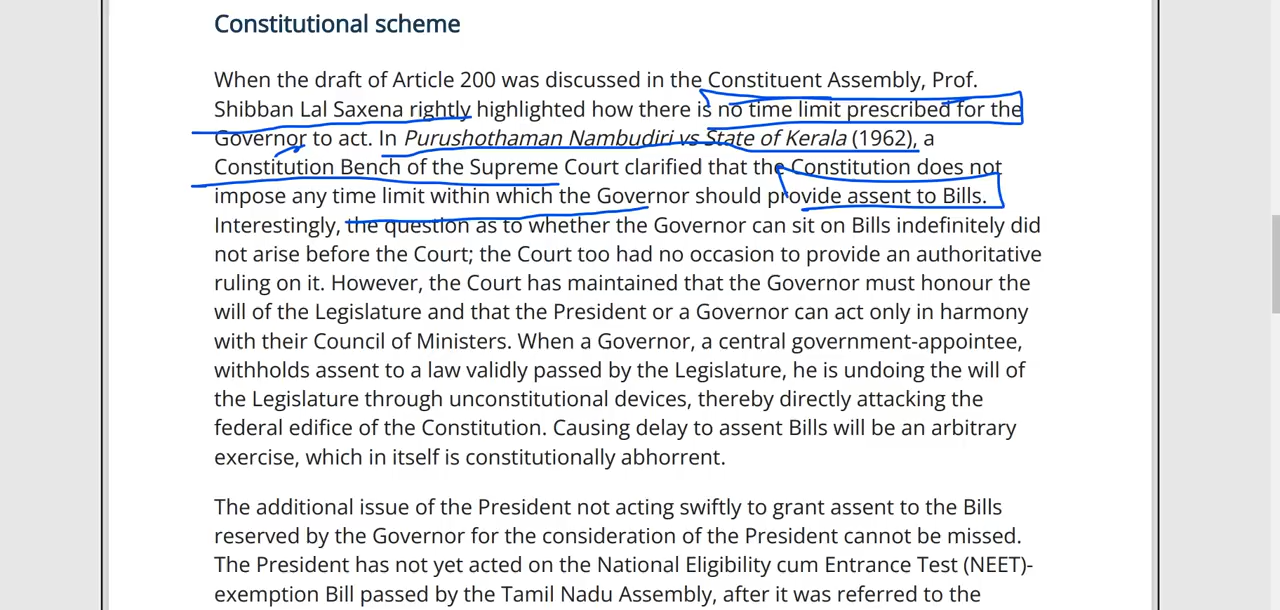 Constitutional scheme
When the draft of Article 200 was discussed in the Constituent Assembly, Prof.
Shibban Lal Saxena rightly highlighted how there is no time limit prescribed for the
Governor to act. In Purushothaman Nambudiri vs State of Kerala (1962), a
Constitution Bench of the Supreme Court clarified that the Constitution does not
impose any time limit within which the Governor should provide assent to Bills.
Interestingly, the question as to whether the Governor can sit on Bills indefinitely did
not arise before the Court; the Court too had no occasion to provide an authoritative
ruling on it. However, the Court has maintained that the Governor must honour the
will of the Legislature and that the President or a Governor can act only in harmony
with their Council of Ministers. When a Governor, a central government-appointee,
withholds assent to a law validly passed by the Legislature, he is undoing the will of
the Legislature through unconstitutional devices, thereby directly attacking the
federal edifice of the Constitution. Causing delay to assent Bills will be an arbitrary
exercise, which in itself is constitutionally abhorrent.
The additional issue of the President not acting swiftly to grant assent to the Bills
reserved by the Governor for the consideration of the President cannot be missed.
The President has not yet acted on the National Eligibility cum Entrance Test (NEET)-
exemption Bill passed by the Tamil Nadu Assembly, after it was referred to the